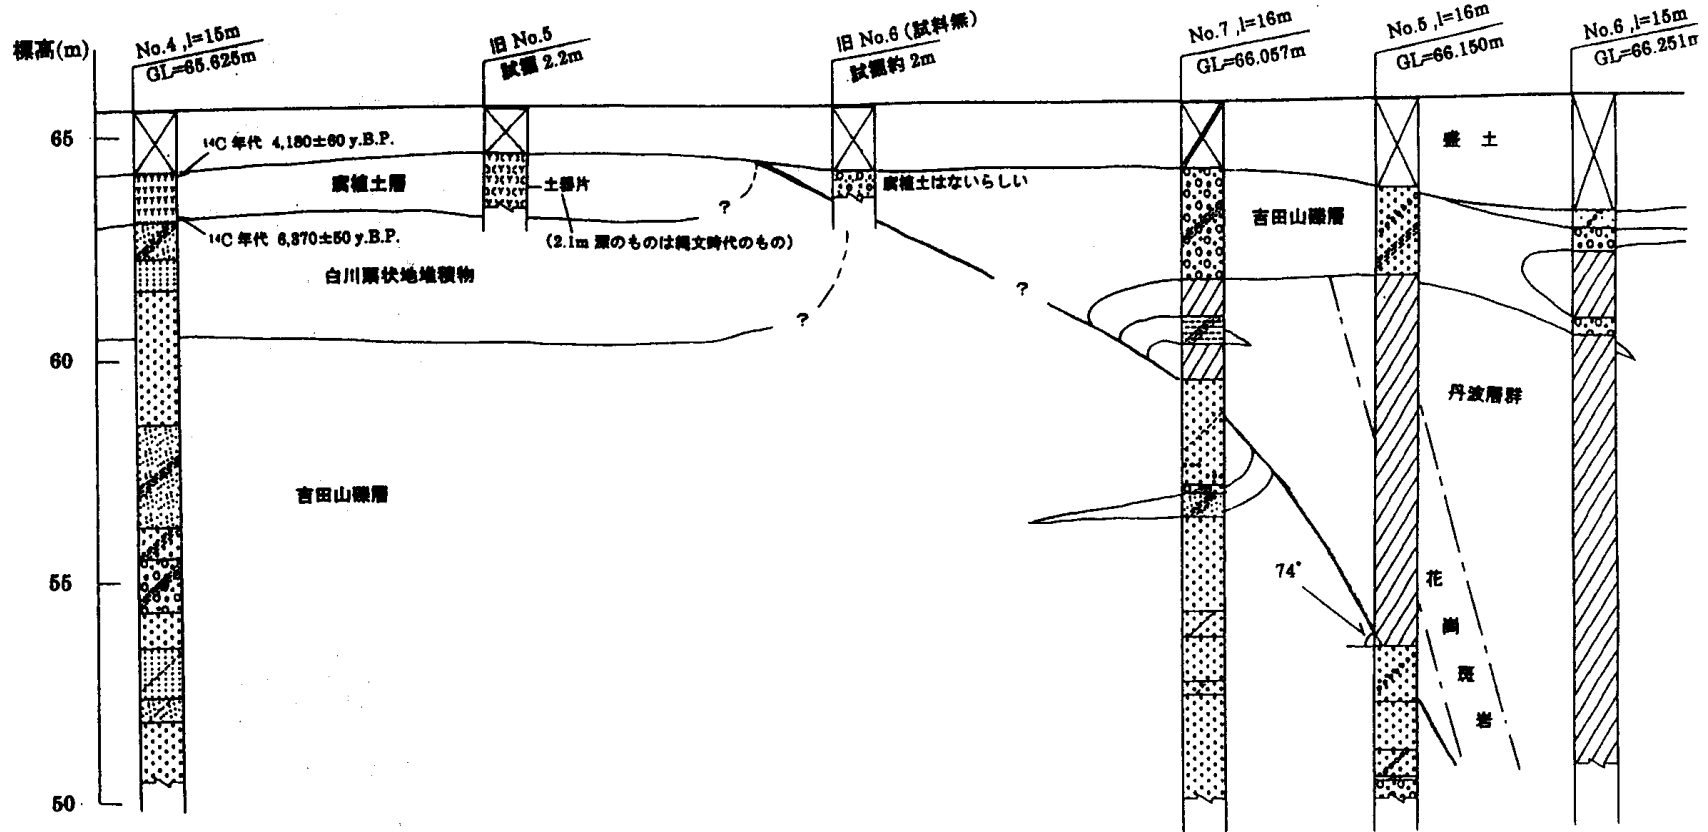 標高(m)
No.4 , l=15m
GL=65.625m
旧 No.5
試掘 2.2m
旧 No.6 (試料無)
試掘約 2m
No.7 , l=16m
GL=66.057m
No.5 , l=16m
GL=66.150m
No.6 , l=15m
GL=66.251m
65
60
55
50
¹⁴C 年代 4,180±60 y.B.P.
腐植土層
土器片
腐植土はないらしい
盛 土
?
¹⁴C 年代 6,370±50 y.B.P.
(2.1m 深のものは縄文時代のもの)
吉田山礫層
白川扇状地堆積物
?
?
丹波層群
吉田山礫層
74°
花
崗
斑
岩